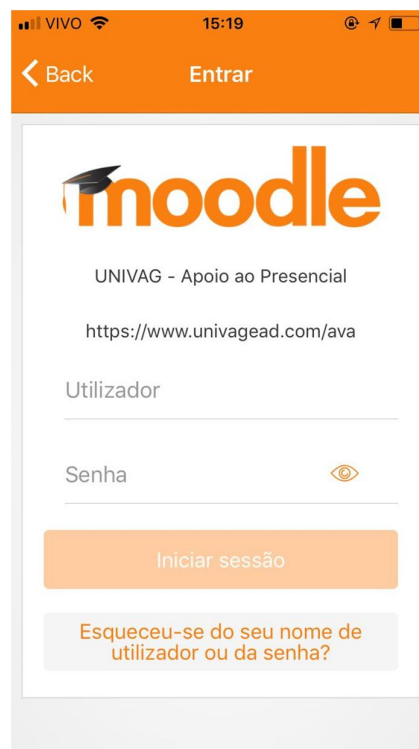 VIVO 15:19
Back Entrar
moodle
UNIVAG - Apoio ao Presencial
https://www.univagead.com/ava
Utilizador
Senha
Iniciar sessão
Esqueceu-se do seu nome de
utilizador ou da senha?